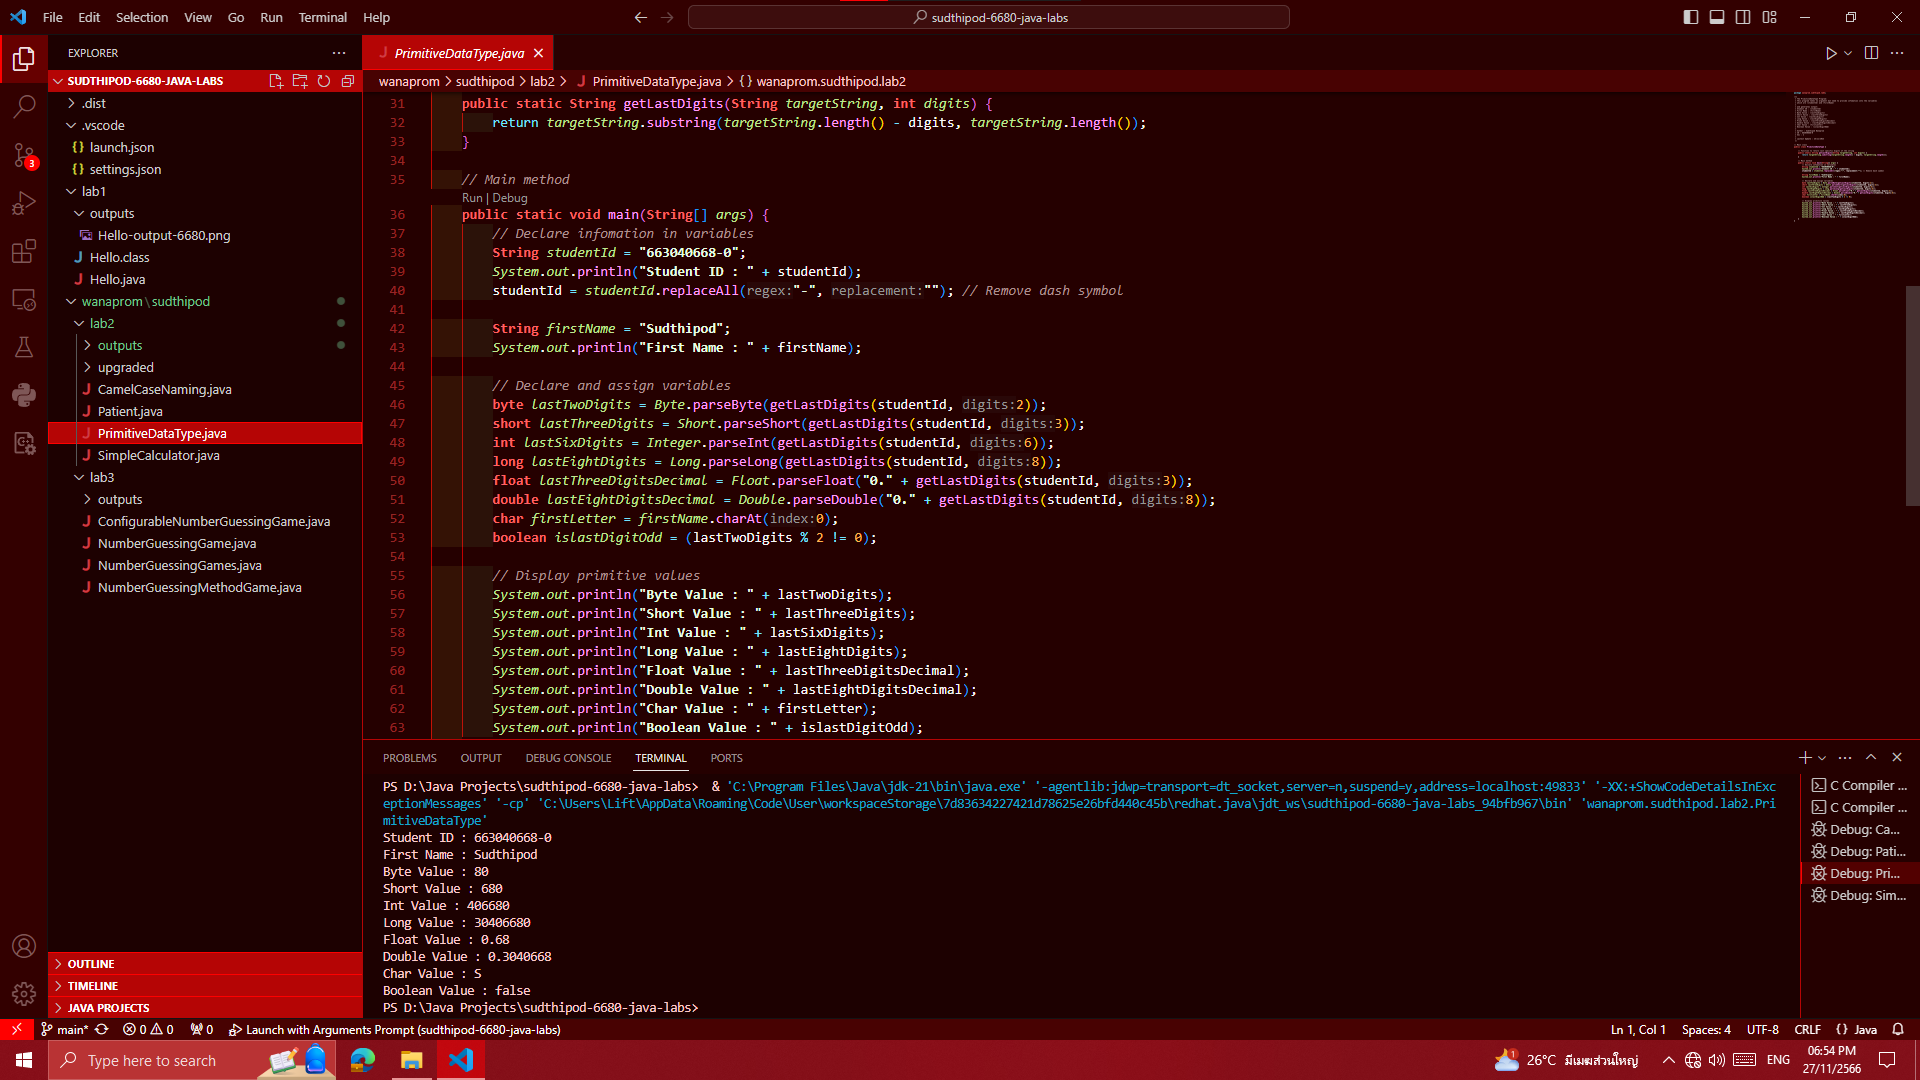 File Edit Selection View Go Run Terminal Help
sudthipod-6680-java-labs
EXPLORER
SUDTHIPOD-6680-JAVA-LABS
.dist
.vscode
{} launch.json
{} settings.json
lab1
outputs
Hello-output-6680.png
J Hello.class
J Hello.java
wanaprom\sudthipod
lab2
outputs
upgraded
J CamelCaseNaming.java
J Patient.java
J PrimitiveDataType.java
J SimpleCalculator.java
lab3
outputs
J ConfigurableNumberGuessingGame.java
J NumberGuessingGame.java
J NumberGuessingGames.java
J NumberGuessingMethodGame.java
OUTLINE
TIMELINE
JAVA PROJECTS
3
J PrimitiveDataType.java
wanaprom > sudthipod > lab2 > J PrimitiveDataType.java > {} wanaprom.sudthipod.lab2
31 public static String getLastDigits(String targetString, int digits) {
32 return targetString.substring(targetString.length() - digits, targetString.length());
33 }
34
35 // Main method
Run | Debug
36 public static void main(String[] args) {
37 // Declare infomation in variables
38 String studentId = "663040668-0";
39 System.out.println("Student ID : " + studentId);
40 studentId = studentId.replaceAll(regex:"-", replacement:""); // Remove dash symbol
41
42 String firstName = "Sudthipod";
43 System.out.println("First Name : " + firstName);
44
45 // Declare and assign variables
46 byte lastTwoDigits = Byte.parseByte(getLastDigits(studentId, digits:2));
47 short lastThreeDigits = Short.parseShort(getLastDigits(studentId, digits:3));
48 int lastSixDigits = Integer.parseInt(getLastDigits(studentId, digits:6));
49 long lastEightDigits = Long.parseLong(getLastDigits(studentId, digits:8));
50 float lastThreeDigitsDecimal = Float.parseFloat("0." + getLastDigits(studentId, digits:3));
51 double lastEightDigitsDecimal = Double.parseDouble("0." + getLastDigits(studentId, digits:8));
52 char firstLetter = firstName.charAt(index:0);
53 boolean islastDigitOdd = (lastTwoDigits % 2 != 0);
54
55 // Display primitive values
56 System.out.println("Byte Value : " + lastTwoDigits);
57 System.out.println("Short Value : " + lastThreeDigits);
58 System.out.println("Int Value : " + lastSixDigits);
59 System.out.println("Long Value : " + lastEightDigits);
60 System.out.println("Float Value : " + lastThreeDigitsDecimal);
61 System.out.println("Double Value : " + lastEightDigitsDecimal);
62 System.out.println("Char Value : " + firstLetter);
63 System.out.println("Boolean Value : " + islastDigitOdd);
PROBLEMS OUTPUT DEBUG CONSOLE TERMINAL PORTS
PS D:\Java Projects\sudthipod-6680-java-labs> & 'C:\Program Files\Java\jdk-21\bin\java.exe' '-agentlib:jdwp=transport=dt_socket,server=n,suspend=y,address=localhost:49833' '-XX:+ShowCodeDetailsInExc
eptionMessages' '-cp' 'C:\Users\Lift\AppData\Roaming\Code\User\workspaceStorage\7d83634227421d78625e26bfd440c45b\redhat.java\jdt_ws\sudthipod-6680-java-labs_94bfb967\bin' 'wanaprom.sudthipod.lab2.Pri
mitiveDataType'
Student ID : 663040668-0
First Name : Sudthipod
Byte Value : 80
Short Value : 680
Int Value : 406680
Long Value : 30406680
Float Value : 0.68
Double Value : 0.3040668
Char Value : S
Boolean Value : false
PS D:\Java Projects\sudthipod-6680-java-labs>
C Compiler ...
C Compiler ...
Debug: Ca...
Debug: Pati...
Debug: Pri...
Debug: Sim...
main* 0 0 0 Launch with Arguments Prompt (sudthipod-6680-java-labs)
Ln 1, Col 1 Spaces: 4 UTF-8 CRLF {} Java
Type here to search
1 26°C มีเมฆส่วนใหญ่ ENG 06:54 PM
27/11/2566